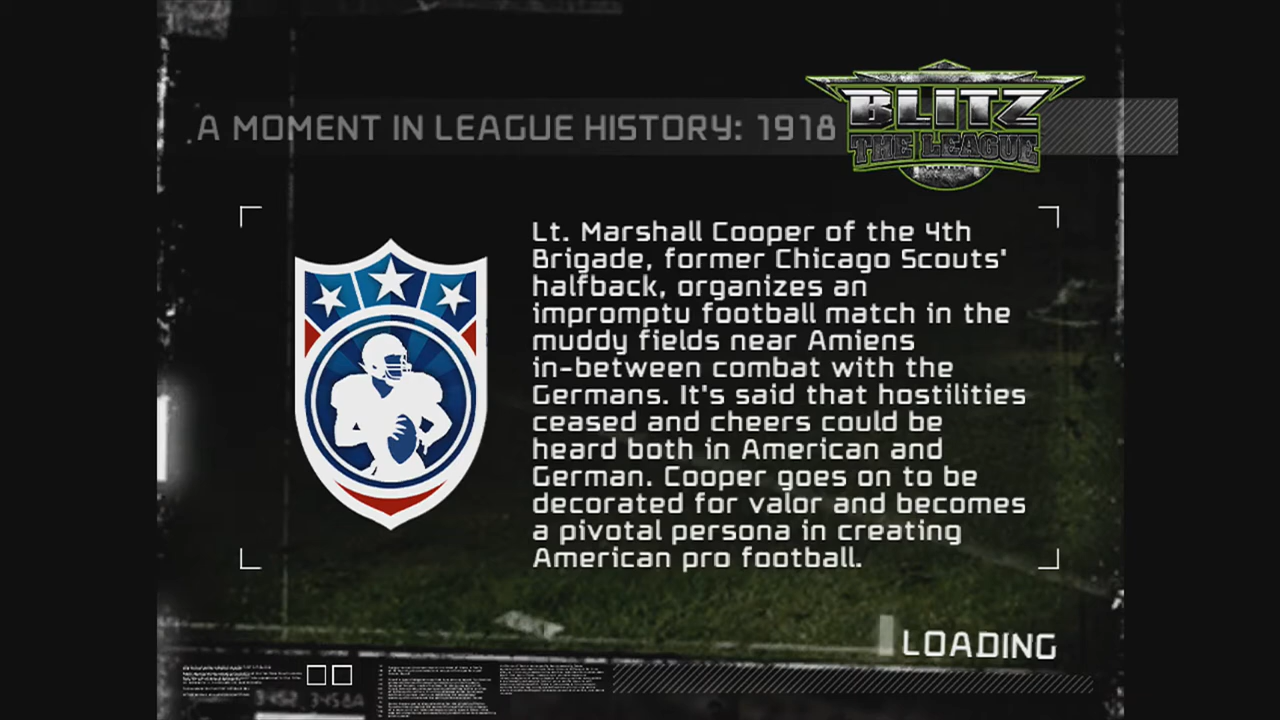 A MOMENT IN LEAGUE HISTORY: 1918
BLITZ
THE LEAGUE
Lt. Marshall Cooper of the 4th
Brigade, former Chicago Scouts'
halfback, organizes an
impromptu football match in the
muddy fields near Amiens
in-between combat with the
Germans. It's said that hostilities
ceased and cheers could be
heard both in American and
German. Cooper goes on to be
decorated for valor and becomes
a pivotal persona in creating
American pro football.
LOADING